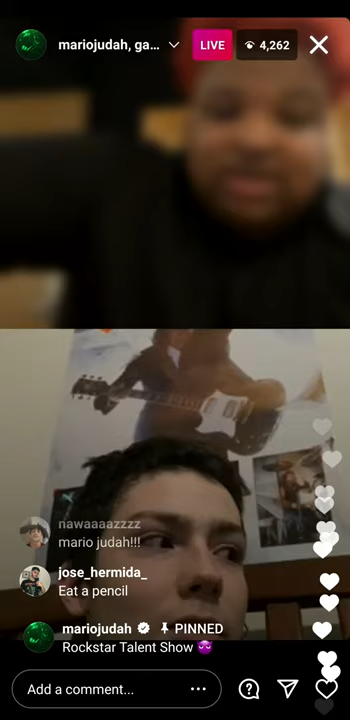 mariojudah, ga...
LIVE
4,262
nawaaaazzzz
mario judah!!!
jose_hermida_
Eat a pencil
mariojudah PINNED
Rockstar Talent Show 😈
Add a comment...